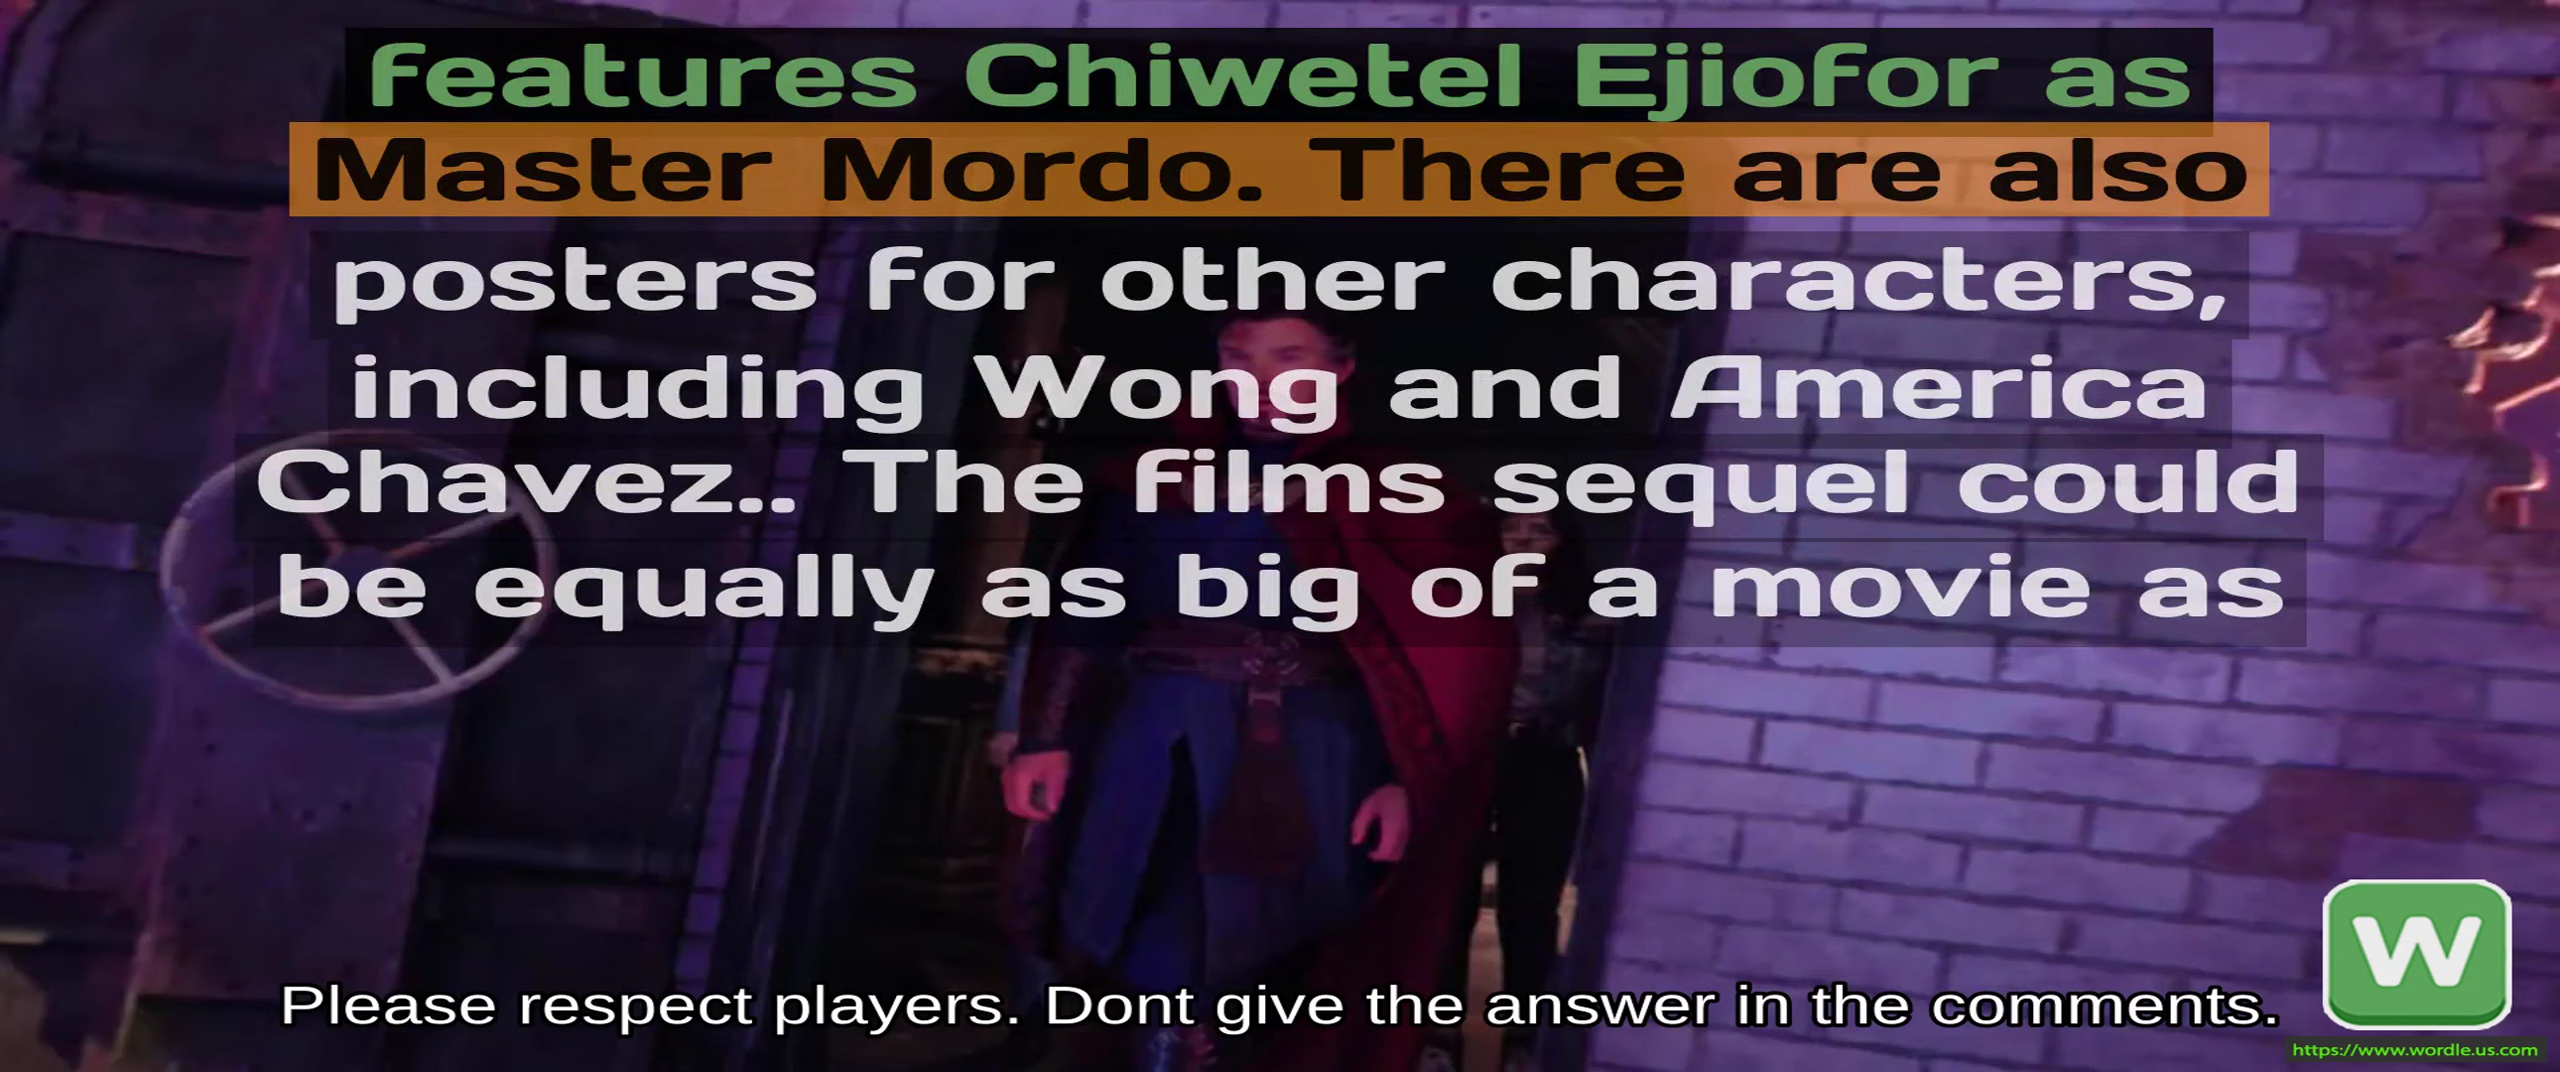 features Chiwetel Ejiofor as
Master Mordo. There are also
posters for other characters,
including Wong and America
Chavez.. The films sequel could
be equally as big of a movie as
W
Please respect players. Dont give the answer in the comments.
https://www.wordle.us.com